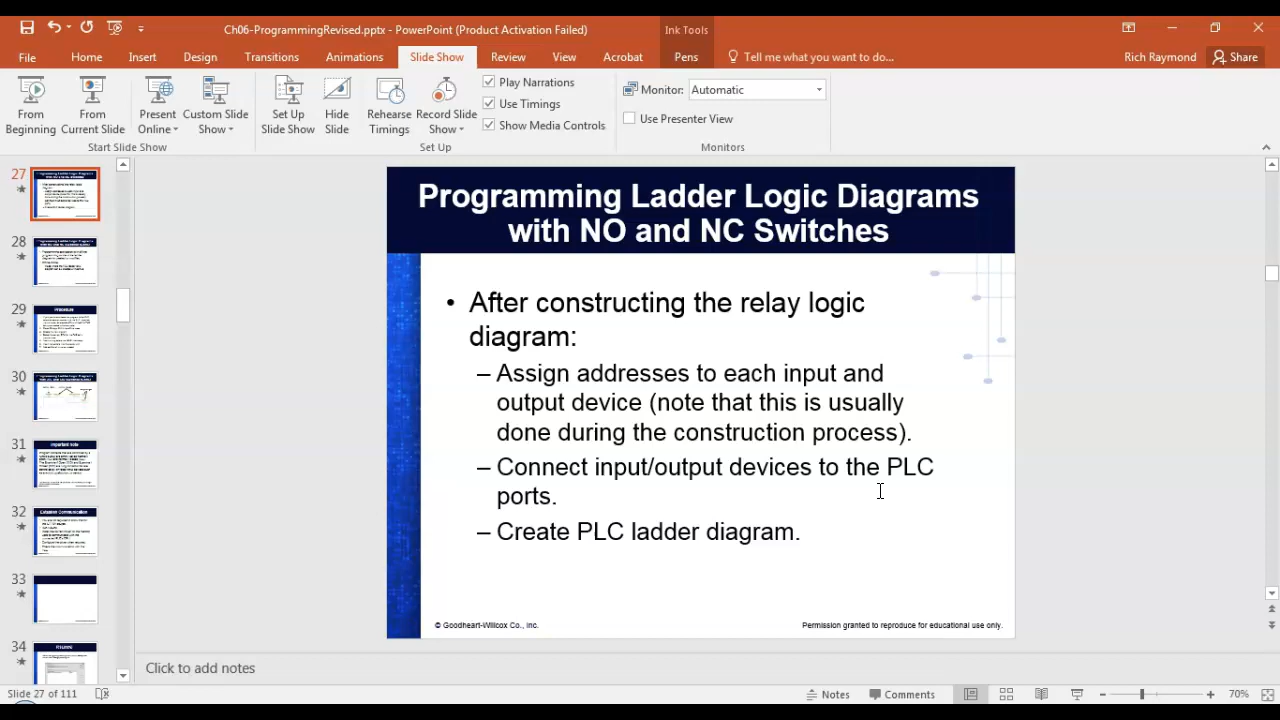 Ch06-ProgrammingRevised.pptx - PowerPoint (Product Activation Failed)
Ink Tools
File Home Insert Design Transitions Animations Slide Show Review View Acrobat Pens Tell me what you want to do... Rich Raymond Share
From Beginning
From Current Slide
Present Online
Custom Slide Show
Set Up Slide Show
Hide Slide
Rehearse Timings
Record Slide Show
Play Narrations
Use Timings
Show Media Controls
Monitor: Automatic
Use Presenter View
Start Slide Show Set Up Monitors
27
28
29
Procedure
30
31
Important Note
32
Establish Communication
33
34
Programming Ladder Logic Diagrams
with NO and NC Switches
• After constructing the relay logic
diagram:
– Assign addresses to each input and
output device (note that this is usually
done during the construction process).
– Connect input/output devices to the PLC
ports.
– Create PLC ladder diagram.
© Goodheart-Willcox Co., Inc. Permission granted to reproduce for educational use only.
Click to add notes
Slide 27 of 111 Notes Comments 70%